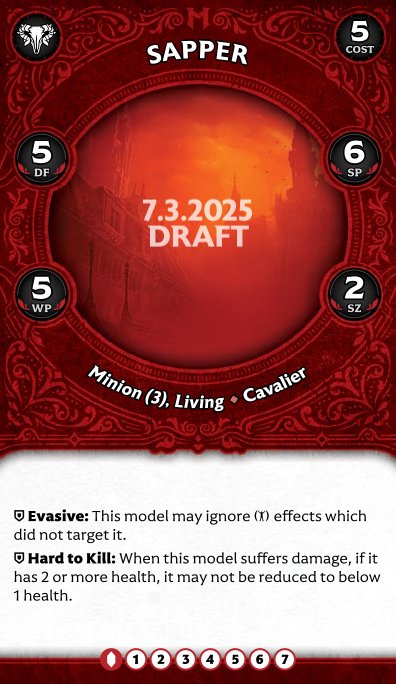 SAPPER
5
COST
5
DF
6
SP
7.3.2025
DRAFT
5
WP
2
SZ
Minion (3), Living • Cavalier
Evasive: This model may ignore effects which
did not target it.
Hard to Kill: When this model suffers damage, if it
has 2 or more health, it may not be reduced to below
1 health.
1 2 3 4 5 6 7